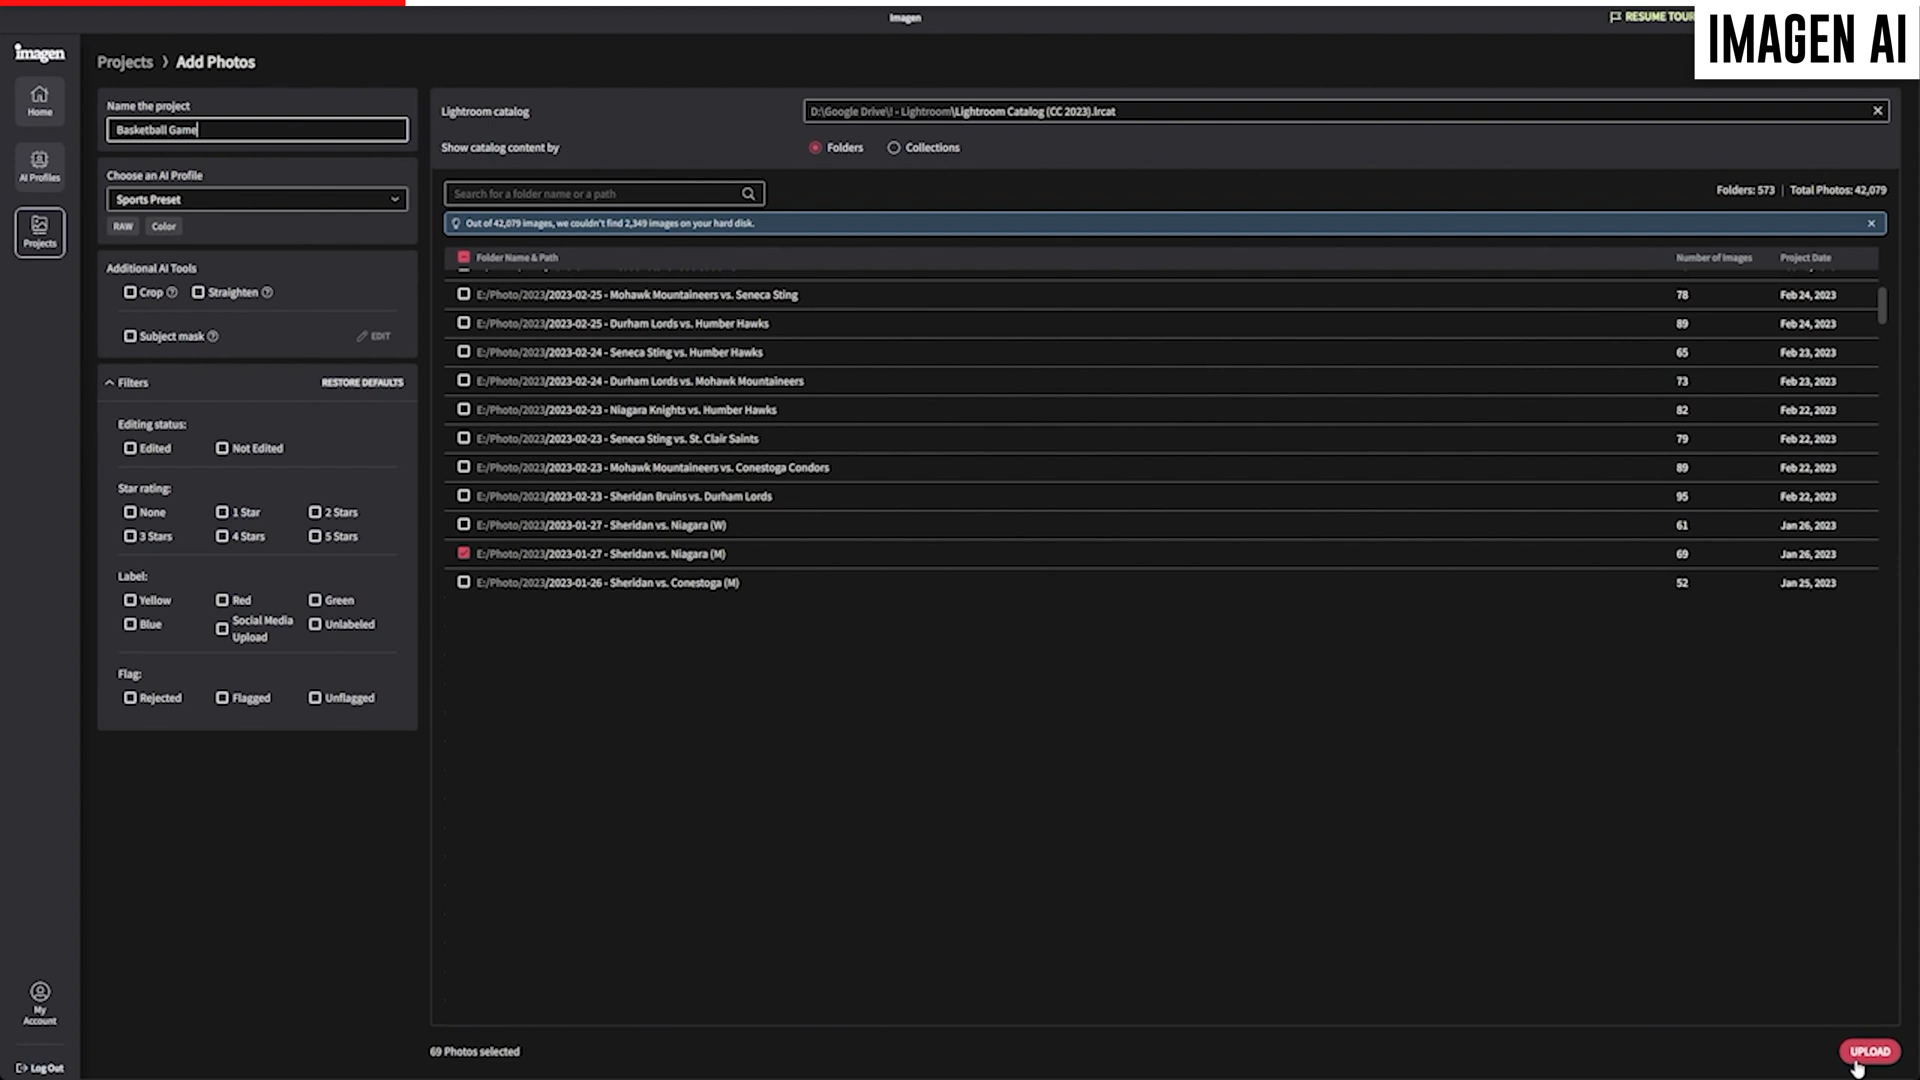 Imagen
RESUME TOUR
IMAGEN AI
imagen
Home
AI Profiles
Projects
My
Account
Log Out
Projects › Add Photos
Name the project
Basketball Game
Choose an AI Profile
Sports Preset
RAW Color
Additional AI Tools
Crop ? Straighten ?
Subject mask ? EDIT
Filters RESTORE DEFAULTS
Editing status:
Edited Not Edited
Star rating:
None 1 Star 2 Stars
3 Stars 4 Stars 5 Stars
Label:
Yellow Red Green
Blue Social Media Upload Unlabeled
Flag:
Rejected Flagged Unflagged
Lightroom catalog D:\Google Drive\! - Lightroom\Lightroom Catalog (CC 2023).lrcat
Show catalog content by Folders Collections
Search for a folder name or a path
Folders: 573 | Total Photos: 42,079
Out of 42,079 images, we couldn't find 2,349 images on your hard disk.
Folder Name & Path Number of Images Project Date
E:/Photo/2023/2023-02-25 - Mohawk Mountaineers vs. Seneca Sting 78 Feb 24, 2023
E:/Photo/2023/2023-02-25 - Durham Lords vs. Humber Hawks 89 Feb 24, 2023
E:/Photo/2023/2023-02-24 - Seneca Sting vs. Humber Hawks 65 Feb 23, 2023
E:/Photo/2023/2023-02-24 - Durham Lords vs. Mohawk Mountaineers 73 Feb 23, 2023
E:/Photo/2023/2023-02-23 - Niagara Knights vs. Humber Hawks 82 Feb 22, 2023
E:/Photo/2023/2023-02-23 - Seneca Sting vs. St. Clair Saints 79 Feb 22, 2023
E:/Photo/2023/2023-02-23 - Mohawk Mountaineers vs. Conestoga Condors 89 Feb 22, 2023
E:/Photo/2023/2023-02-23 - Sheridan Bruins vs. Durham Lords 95 Feb 22, 2023
E:/Photo/2023/2023-01-27 - Sheridan vs. Niagara (W) 61 Jan 26, 2023
E:/Photo/2023/2023-01-27 - Sheridan vs. Niagara (M) 69 Jan 26, 2023
E:/Photo/2023/2023-01-26 - Sheridan vs. Conestoga (M) 52 Jan 25, 2023
69 Photos selected
UPLOAD